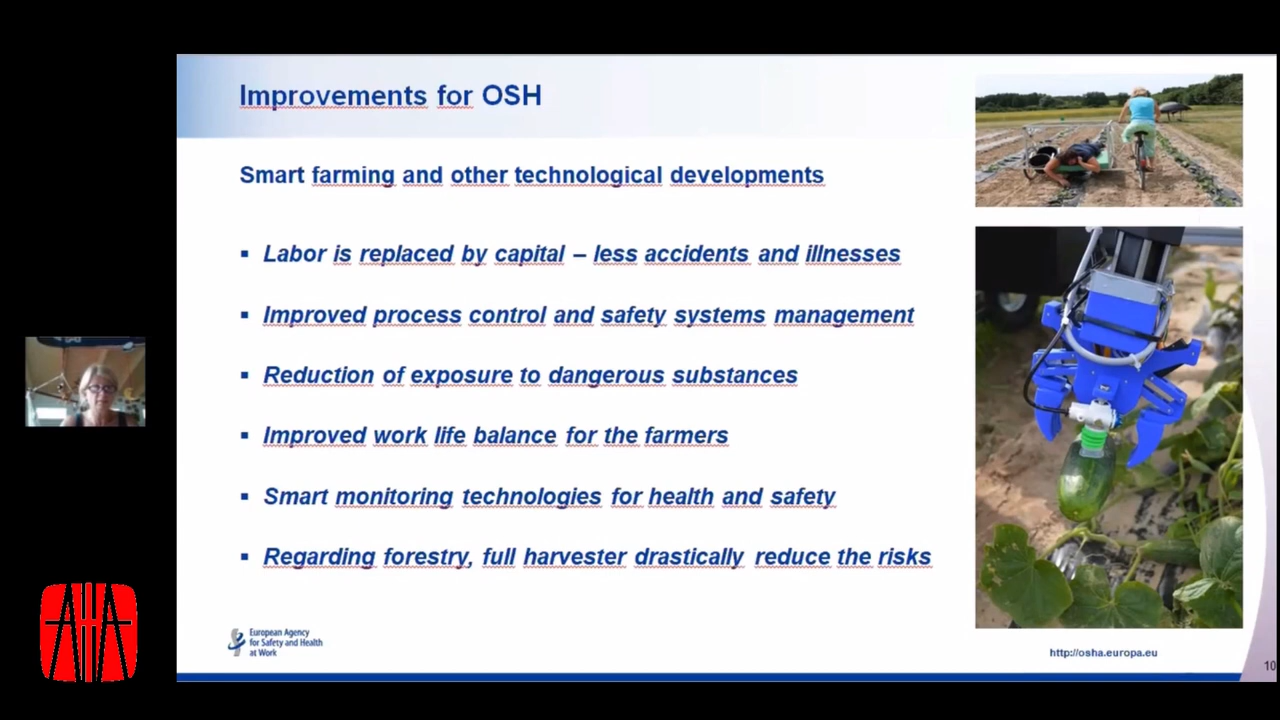 Improvements for OSH
Smart farming and other technological developments
▪ Labor is replaced by capital – less accidents and illnesses
▪ Improved process control and safety systems management
▪ Reduction of exposure to dangerous substances
▪ Improved work life balance for the farmers
▪ Smart monitoring technologies for health and safety
▪ Regarding forestry, full harvester drastically reduce the risks
European Agency
for Safety and Health
at Work
http://osha.europa.eu
10